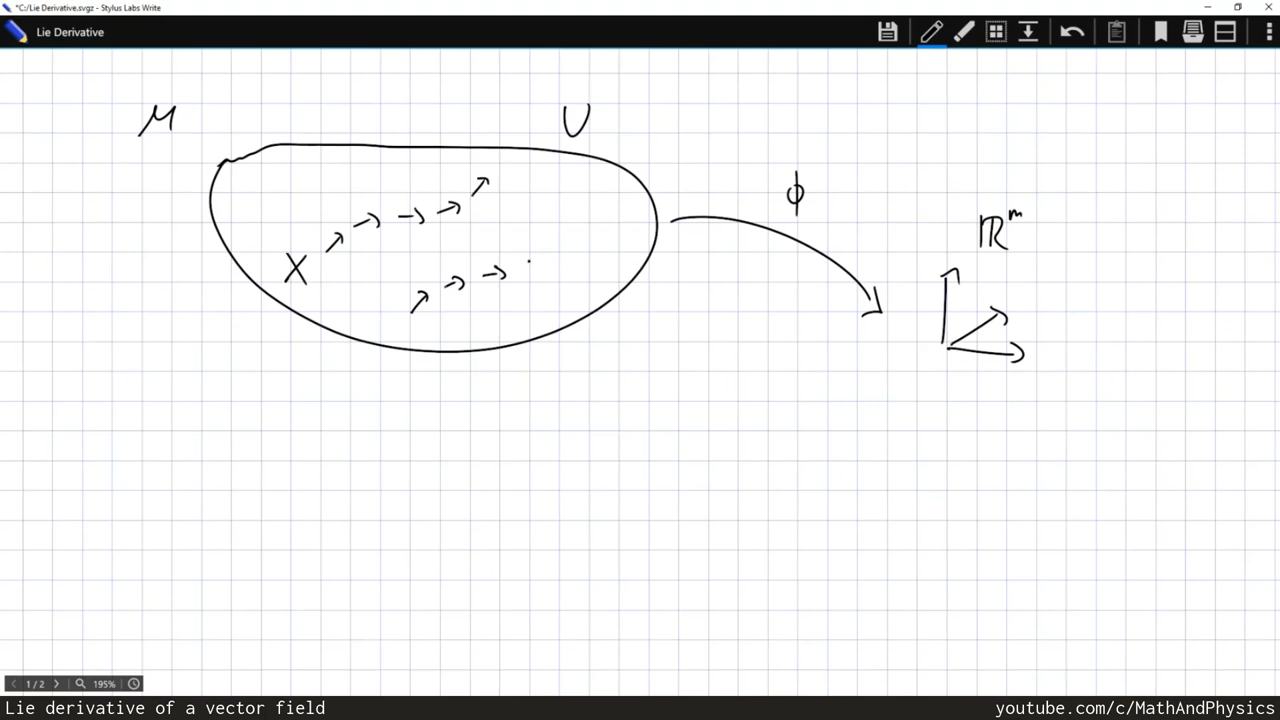 *C:/Lie Derivative.svgz - Stylus Labs Write
Lie Derivative
M
U
ϕ
ℝᵐ
X
1 / 2
195%
Lie derivative of a vector field
youtube.com/c/MathAndPhysics